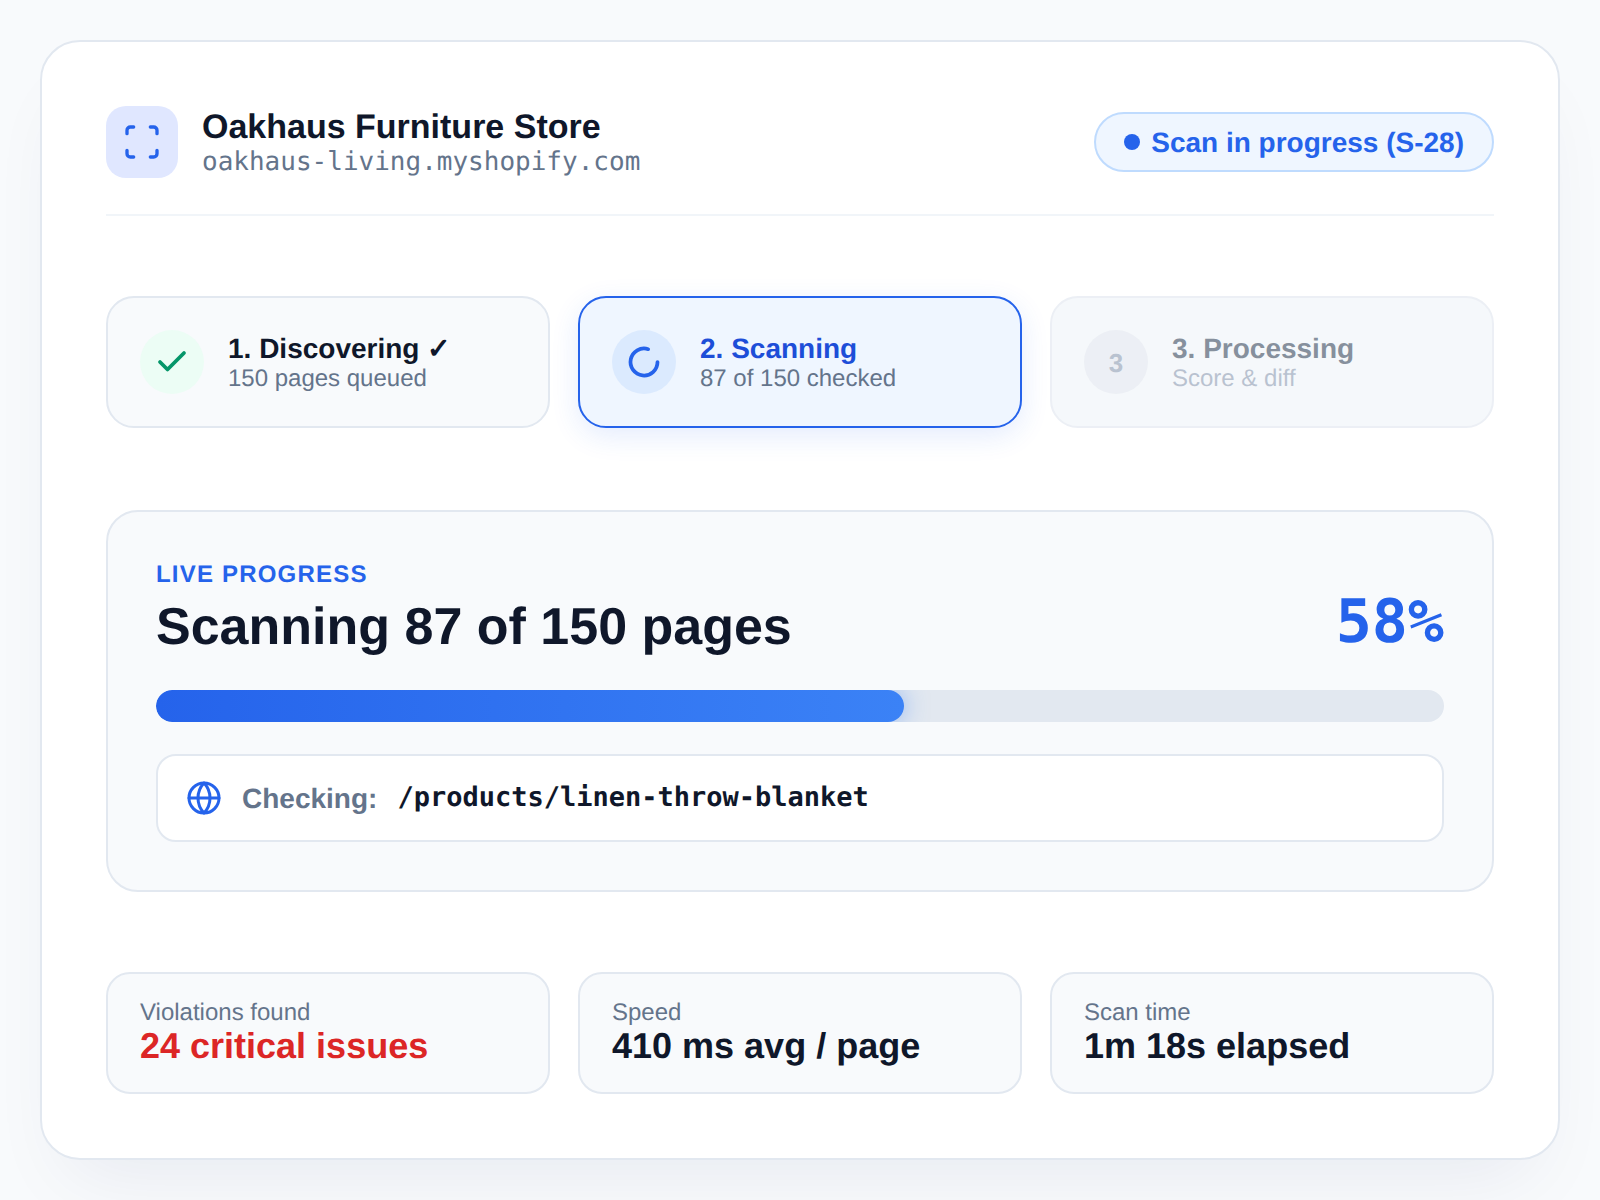 Oakhaus Furniture Store
oakhaus-living.myshopify.com
Scan in progress (S-28)
1. Discovering ✓
150 pages queued
2. Scanning
87 of 150 checked
3
3. Processing
Score & diff
LIVE PROGRESS
Scanning 87 of 150 pages
58%
Checking: /products/linen-throw-blanket
Violations found
24 critical issues
Speed
410 ms avg / page
Scan time
1m 18s elapsed